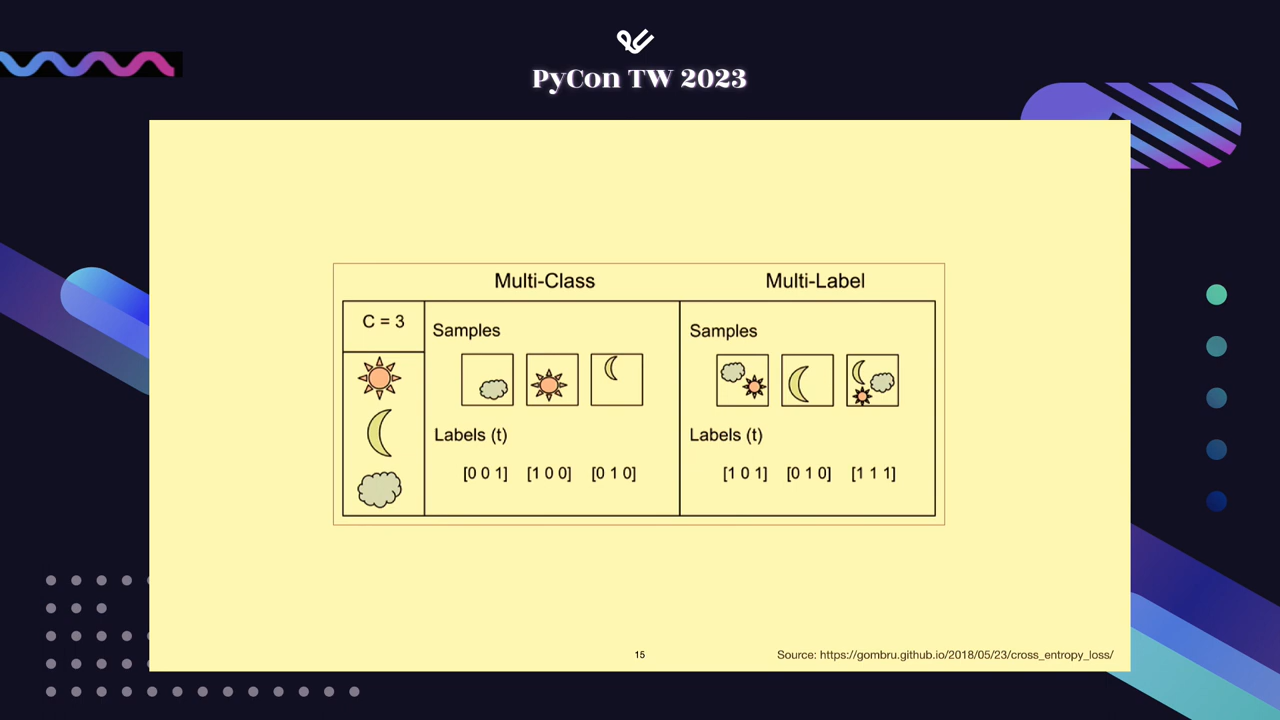 PyCon TW 2023
Multi-Class Multi-Label
C = 3
Samples
Labels (t)
[0 0 1] [1 0 0] [0 1 0]
Samples
Labels (t)
[1 0 1] [0 1 0] [1 1 1]
15
Source: https://gombru.github.io/2018/05/23/cross_entropy_loss/